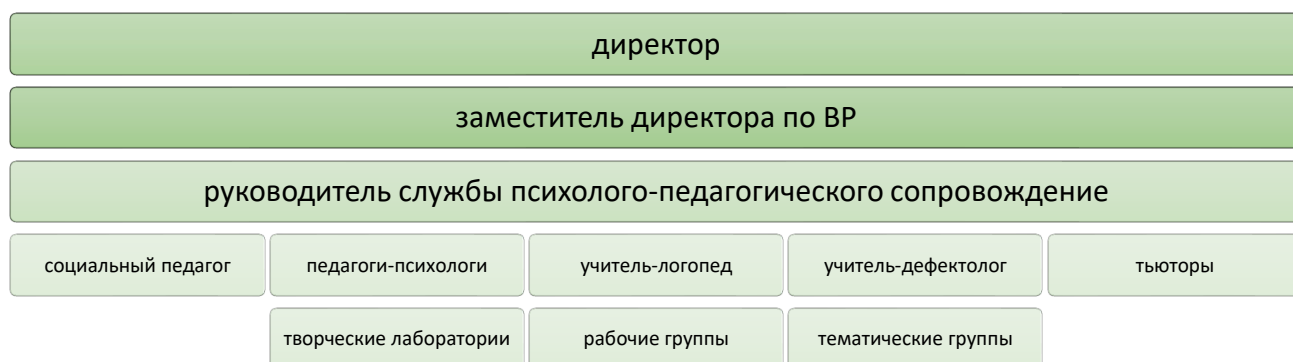 директор
заместитель директора по ВР
руководитель службы психолого-педагогического сопровождение
социальный педагог
педагоги-психологи
учитель-логопед
учитель-дефектолог
тьюторы
творческие лаборатории
рабочие группы
тематические группы